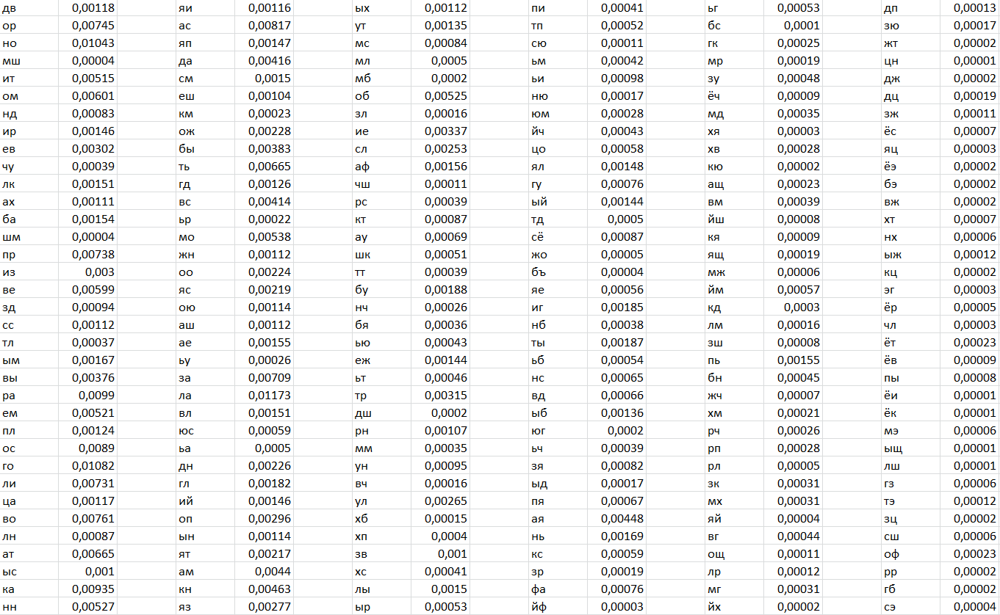 дв 0,00118 яи 0,00116 ых 0,00112 пи 0,00041 ьг 0,00053 дп 0,00013
ор 0,00745 ас 0,00817 ут 0,00135 тп 0,00052 бс 0,0001 зю 0,00017
но 0,01043 яп 0,00147 мс 0,00084 сю 0,00011 гк 0,00025 жт 0,00002
мш 0,00004 да 0,00416 мл 0,0005 ьм 0,00042 мр 0,00019 цн 0,00001
ит 0,00515 см 0,0015 мб 0,0002 ьи 0,00098 зу 0,00048 дж 0,00002
ом 0,00601 еш 0,00104 об 0,00525 ню 0,00017 ёч 0,00009 дц 0,00019
нд 0,00083 км 0,00023 зл 0,00016 юм 0,00028 мд 0,00035 зж 0,00011
ир 0,00146 ож 0,00228 ие 0,00337 йч 0,00043 хя 0,00003 ёс 0,00007
ев 0,00302 бы 0,00383 сл 0,00253 цо 0,00058 хв 0,00028 яц 0,00003
чу 0,00039 ть 0,00665 аф 0,00156 ял 0,00148 кю 0,00002 ёэ 0,00002
лк 0,00151 гд 0,00126 чш 0,00011 гу 0,00076 ащ 0,00023 бэ 0,00002
ах 0,00111 вс 0,00414 рс 0,00039 ый 0,00144 вм 0,00039 вж 0,00002
ба 0,00154 ьр 0,00022 кт 0,00087 тд 0,0005 йш 0,00008 хт 0,00007
шм 0,00004 мо 0,00538 ау 0,00069 сё 0,00087 кя 0,00009 нх 0,00006
пр 0,00738 жн 0,00112 шк 0,00051 жо 0,00005 ящ 0,00019 ыж 0,00012
из 0,003 оо 0,00224 тт 0,00039 бъ 0,00004 мж 0,00006 кц 0,00002
ве 0,00599 яс 0,00219 бу 0,00188 яе 0,00056 йм 0,00057 эг 0,00003
зд 0,00094 ою 0,00114 нч 0,00026 иг 0,00185 кд 0,0003 ёр 0,00005
сс 0,00112 аш 0,00112 бя 0,00036 нб 0,00038 лм 0,00016 чл 0,00003
тл 0,00037 ае 0,00155 ью 0,00043 ты 0,00187 зш 0,00008 ёт 0,00023
ым 0,00167 ьу 0,00026 еж 0,00144 ьб 0,00054 пь 0,00155 ёв 0,00009
вы 0,00376 за 0,00709 ьт 0,00046 нс 0,00065 бн 0,00045 пы 0,00008
ра 0,0099 ла 0,01173 тр 0,00315 вд 0,00066 жч 0,00007 ёи 0,00001
ем 0,00521 вл 0,00151 дш 0,0002 ыб 0,00136 хм 0,00021 ёк 0,00001
пл 0,00124 юс 0,00059 рн 0,00107 юг 0,0002 рч 0,00026 мэ 0,00006
ос 0,0089 ьа 0,0005 мм 0,00035 ьч 0,00039 рп 0,00028 ыщ 0,00001
го 0,01082 дн 0,00226 ун 0,00095 зя 0,00082 рл 0,00005 лш 0,00001
ли 0,00731 гл 0,00182 вч 0,00016 ыд 0,00017 зк 0,00031 гз 0,00006
ца 0,00117 ий 0,00146 ул 0,00265 пя 0,00067 мх 0,00031 тэ 0,00012
во 0,00761 оп 0,00296 хб 0,00015 ая 0,00448 яй 0,00004 зц 0,00002
лн 0,00087 ын 0,00114 хп 0,0004 нь 0,00169 вг 0,00044 сш 0,00006
ат 0,00665 ят 0,00217 зв 0,001 кс 0,00059 ощ 0,00011 оф 0,00023
ыс 0,001 ам 0,0044 хс 0,00041 зр 0,00019 лр 0,00012 рр 0,00002
ка 0,00935 кн 0,00463 лы 0,0015 фа 0,00076 мг 0,00031 гб 0,00002
нн 0,00527 яз 0,00277 ыр 0,00053 йф 0,00003 йх 0,00002 сэ 0,00004